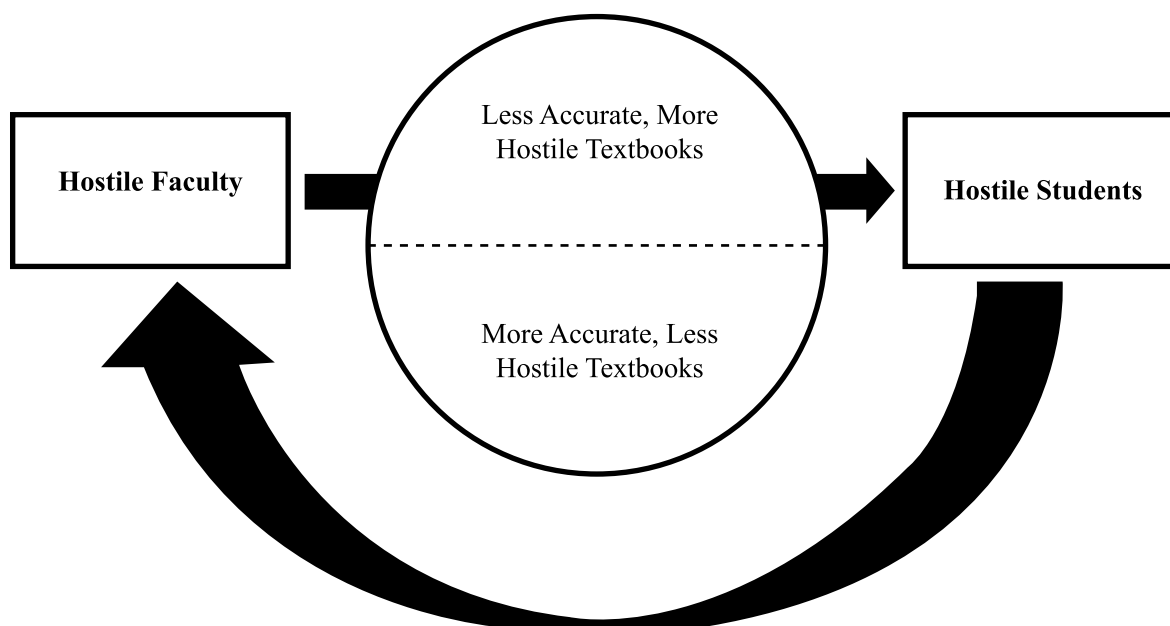 Less Accurate, More
Hostile Textbooks
Hostile Faculty
Hostile Students
More Accurate, Less
Hostile Textbooks